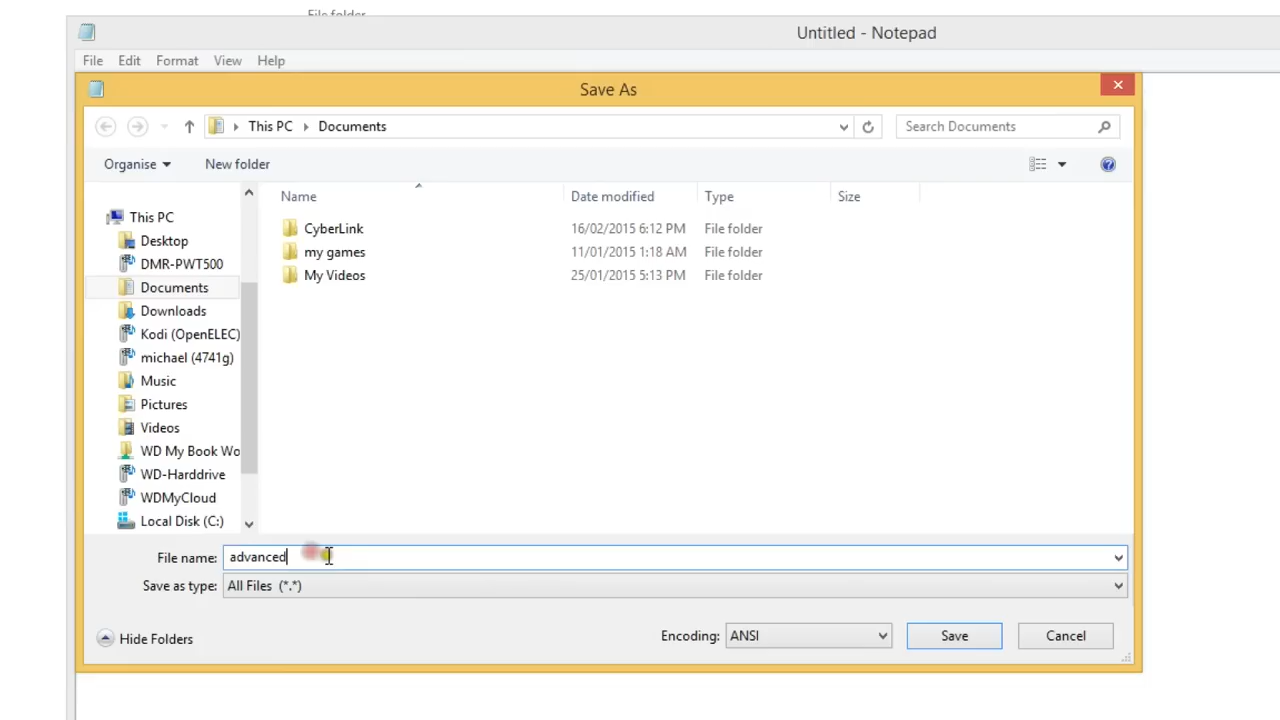 File folder
Untitled - Notepad
File Edit Format View Help
Save As
This PC Documents Search Documents
Organise New folder
Name Date modified Type Size
This PC
Desktop
DMR-PWT500
Documents
Downloads
Kodi (OpenELEC)
michael (4741g)
Music
Pictures
Videos
WD My Book Wo
WD-Harddrive
WDMyCloud
Local Disk (C:)
CyberLink 16/02/2015 6:12 PM File folder
my games 11/01/2015 1:18 AM File folder
My Videos 25/01/2015 5:13 PM File folder
File name: advanced
Save as type: All Files (*.*)
Hide Folders Encoding: ANSI Save Cancel